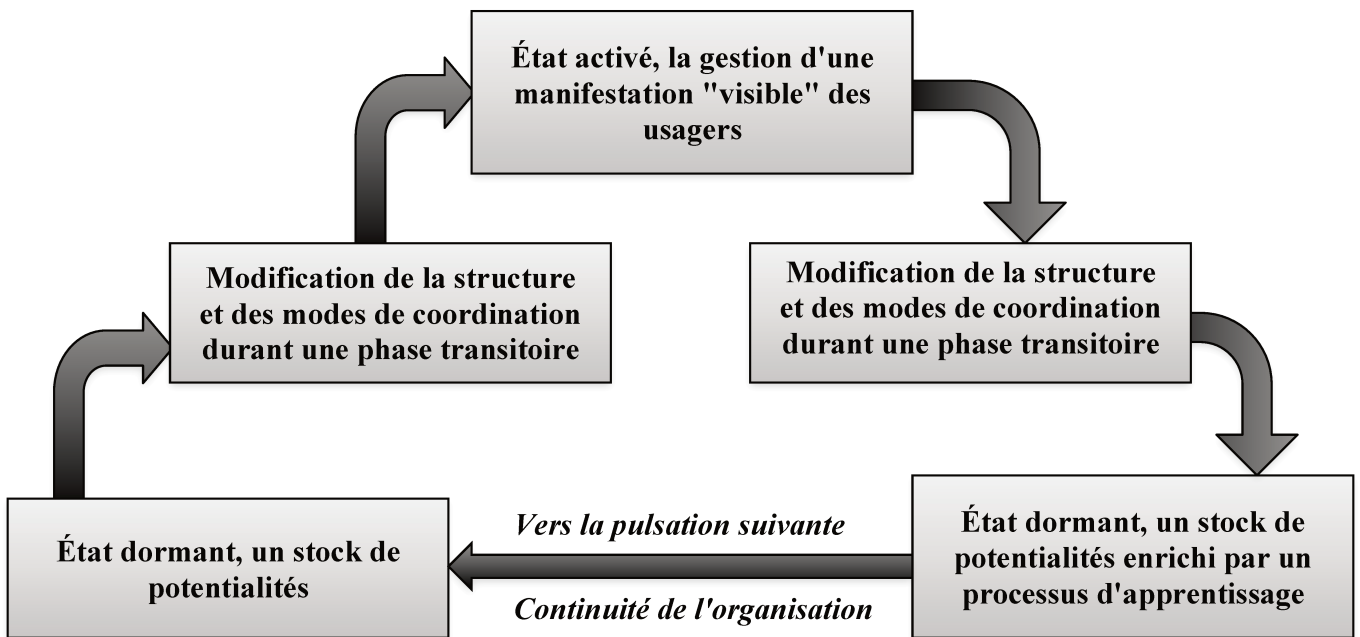 État activé, la gestion d'une
manifestation "visible" des
usagers
Modification de la structure
et des modes de coordination
durant une phase transitoire
Modification de la structure
et des modes de coordination
durant une phase transitoire
État dormant, un stock de
potentialités
Vers la pulsation suivante
Continuité de l'organisation
État dormant, un stock de
potentialités enrichi par un
processus d'apprentissage